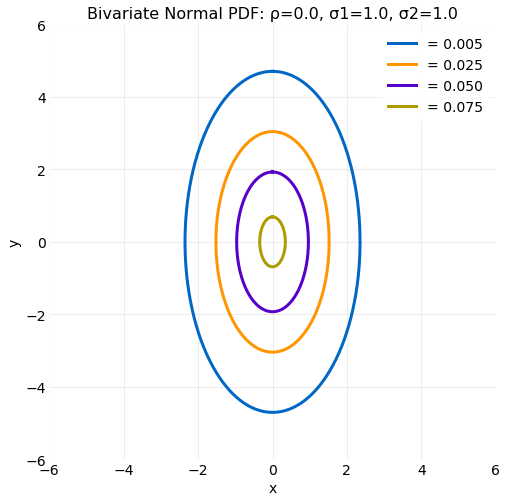 Bivariate Normal PDF: ρ=0.0, σ1=1.0, σ2=1.0
= 0.005
= 0.025
= 0.050
= 0.075
6
4
2
0
−2
−4
−6
y
−6 −4 −2 0 2 4 6
x